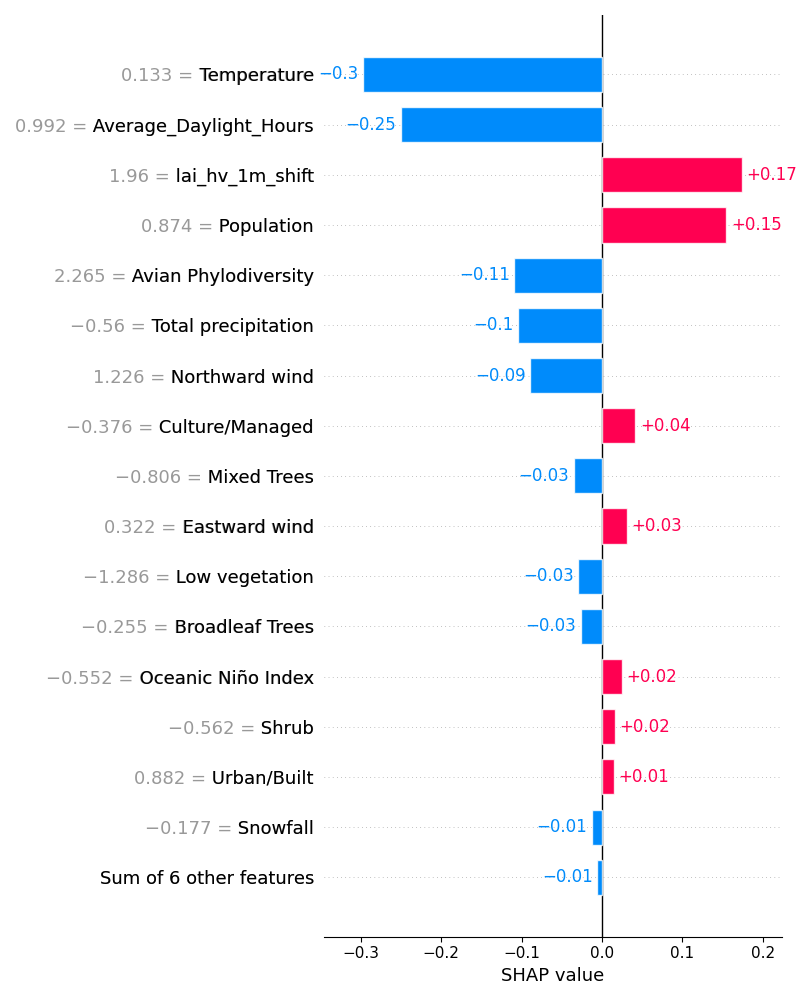 0.133 = Temperature −0.3
0.992 = Average_Daylight_Hours −0.25
1.96 = lai_hv_1m_shift +0.17
0.874 = Population +0.15
2.265 = Avian Phylodiversity −0.11
−0.56 = Total precipitation −0.1
1.226 = Northward wind −0.09
−0.376 = Culture/Managed +0.04
−0.806 = Mixed Trees −0.03
0.322 = Eastward wind +0.03
−1.286 = Low vegetation −0.03
−0.255 = Broadleaf Trees −0.03
−0.552 = Oceanic Niño Index +0.02
−0.562 = Shrub +0.02
0.882 = Urban/Built +0.01
−0.177 = Snowfall −0.01
Sum of 6 other features −0.01
−0.3 −0.2 −0.1 0.0 0.1 0.2
SHAP value